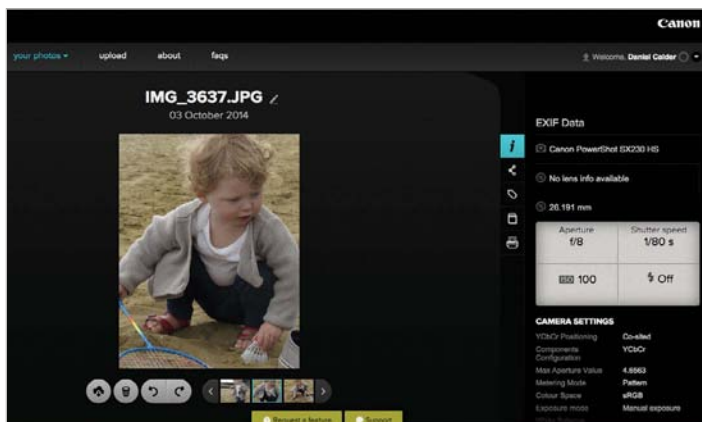 Canon
your photos
upload
about
faqs
Welcome, Daniel Calder
IMG_3637.JPG
03 October 2014
EXIF Data
i
Canon PowerShot SX230 HS
No lens info available
26.191 mm
Aperture
f/8
Shutter speed
1/80 s
ISO 100
Off
CAMERA SETTINGS
YCbCr Positioning Co-sited
Components Configuration YCbCr
Max Aperture Value 4.6563
Metering Mode Pattern
Colour Space sRGB
Exposure mode Manual exposure
Request a feature
Support